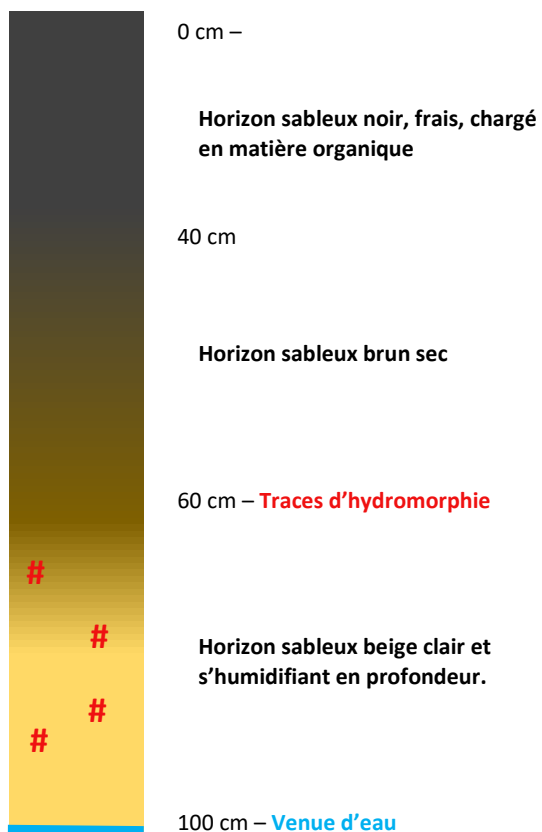 0 cm –
Horizon sableux noir, frais, chargé
en matière organique
40 cm
Horizon sableux brun sec
60 cm – Traces d’hydromorphie
#
#
Horizon sableux beige clair et
s’humidifiant en profondeur.
#
#
100 cm – Venue d’eau